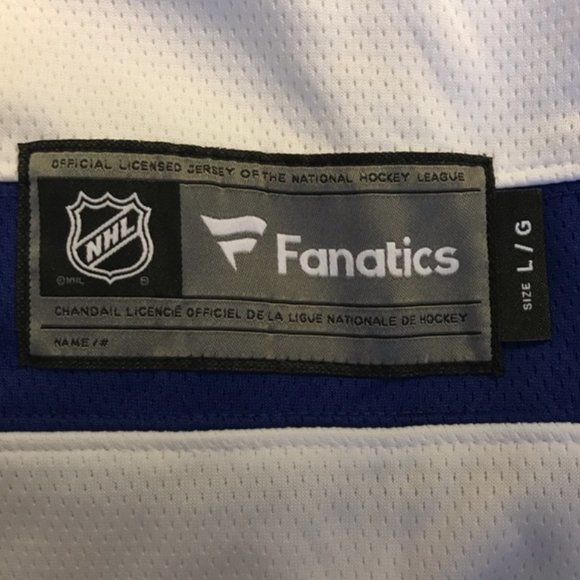 OFFICIAL LICENSED JERSEY OF THE NATIONAL HOCKEY LEAGUE
NHL
©NHL
Fanatics
CHANDAIL LICENCIÉ OFFICIEL DE LA LIGUE NATIONALE DE HOCKEY
NAME / #
SIZE L / G